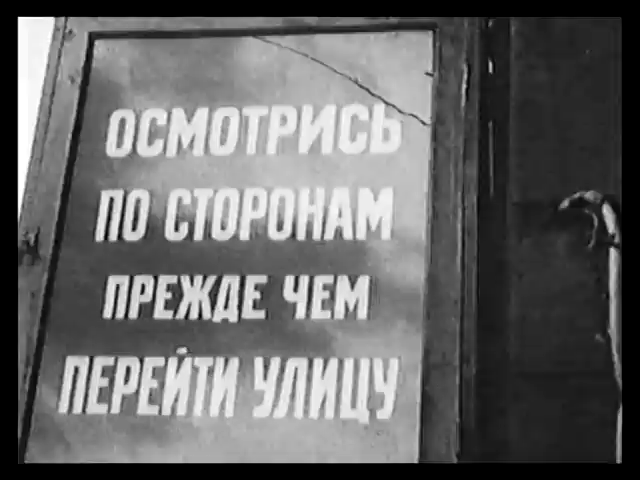 ОСМОТРИСЬ
ПО СТОРОНАМ
ПРЕЖДЕ ЧЕМ
ПЕРЕЙТИ УЛИЦУ